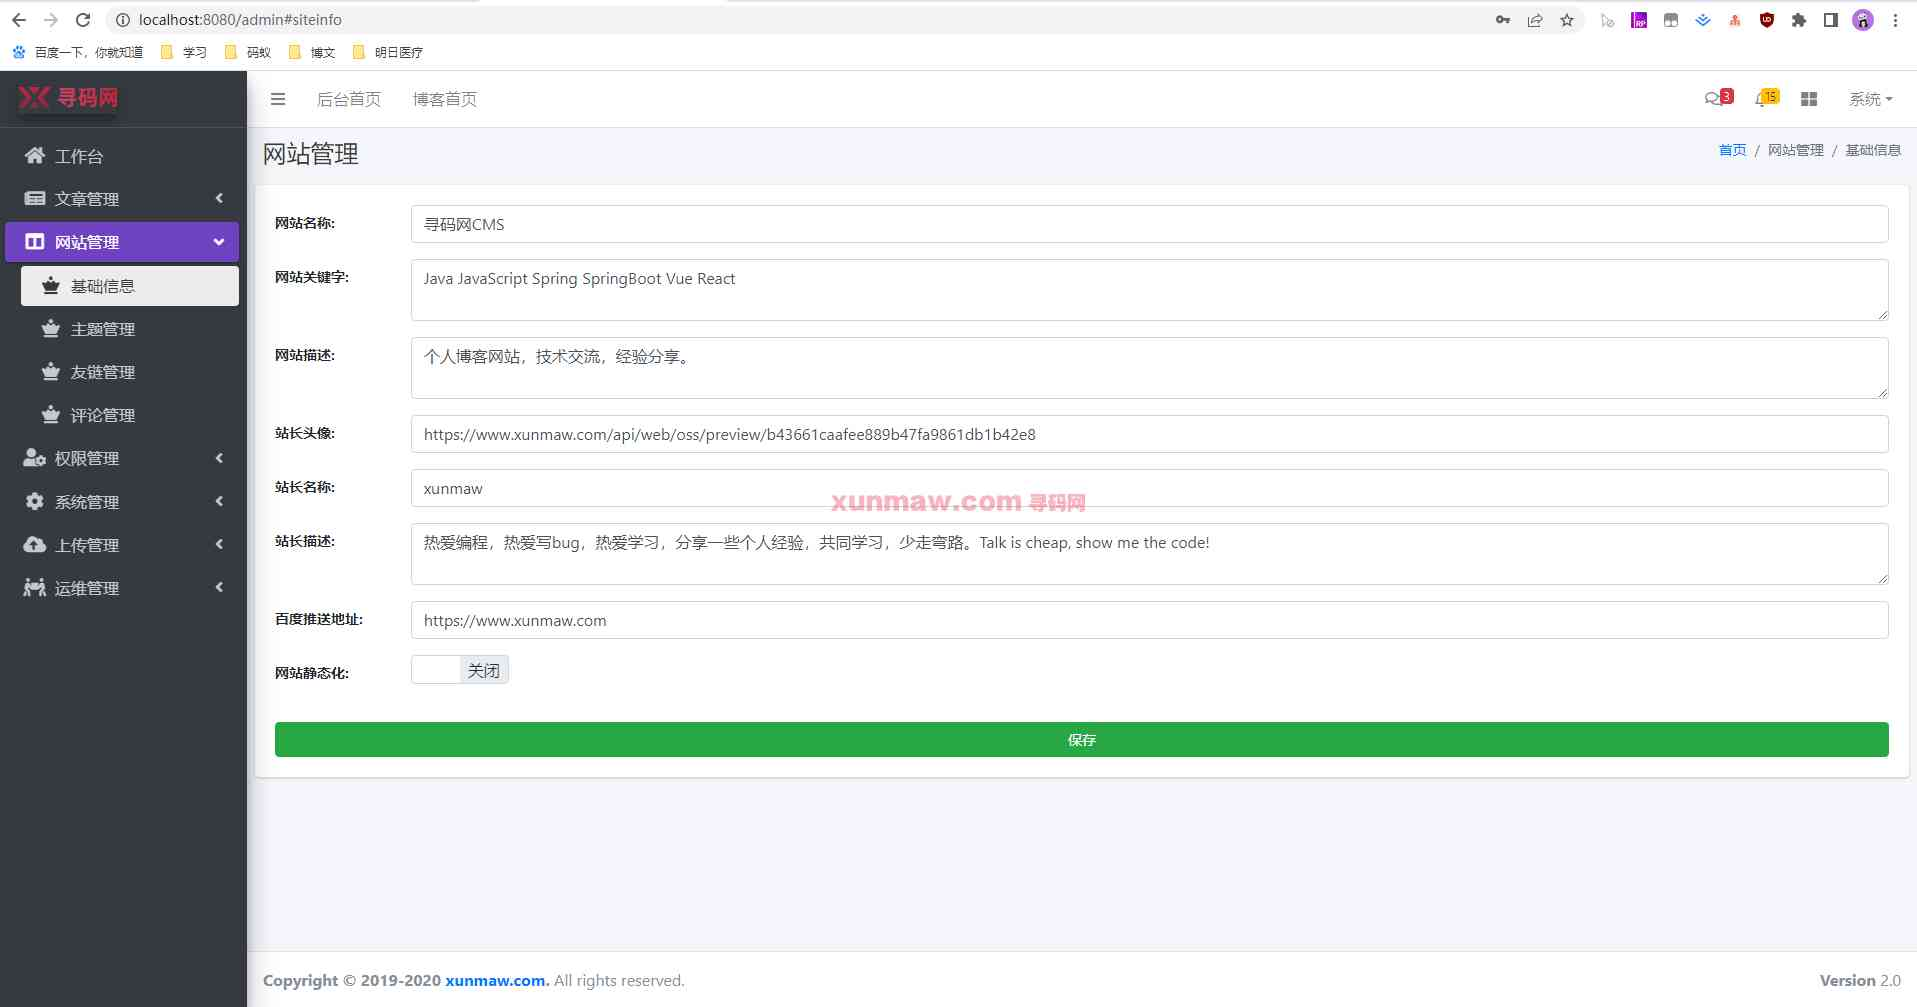 localhost:8080/admin#siteinfo
百度一下，你就知道 学习 码蚁 博文 明日医疗
寻码网
后台首页 博客首页 3 15 系统
工作台
文章管理
网站管理
基础信息
主题管理
友链管理
评论管理
权限管理
系统管理
上传管理
运维管理
网站管理
首页 / 网站管理 / 基础信息
网站名称: 寻码网CMS
网站关键字: Java JavaScript Spring SpringBoot Vue React
网站描述: 个人博客网站，技术交流，经验分享。
站长头像: https://www.xunmaw.com/api/web/oss/preview/b43661caafee889b47fa9861db1b42e8
站长名称: xunmaw
xunmaw.com 寻码网
站长描述: 热爱编程，热爱写bug，热爱学习，分享一些个人经验，共同学习，少走弯路。Talk is cheap, show me the code!
百度推送地址: https://www.xunmaw.com
网站静态化: 关闭
保存
Copyright © 2019-2020 xunmaw.com. All rights reserved.
Version 2.0